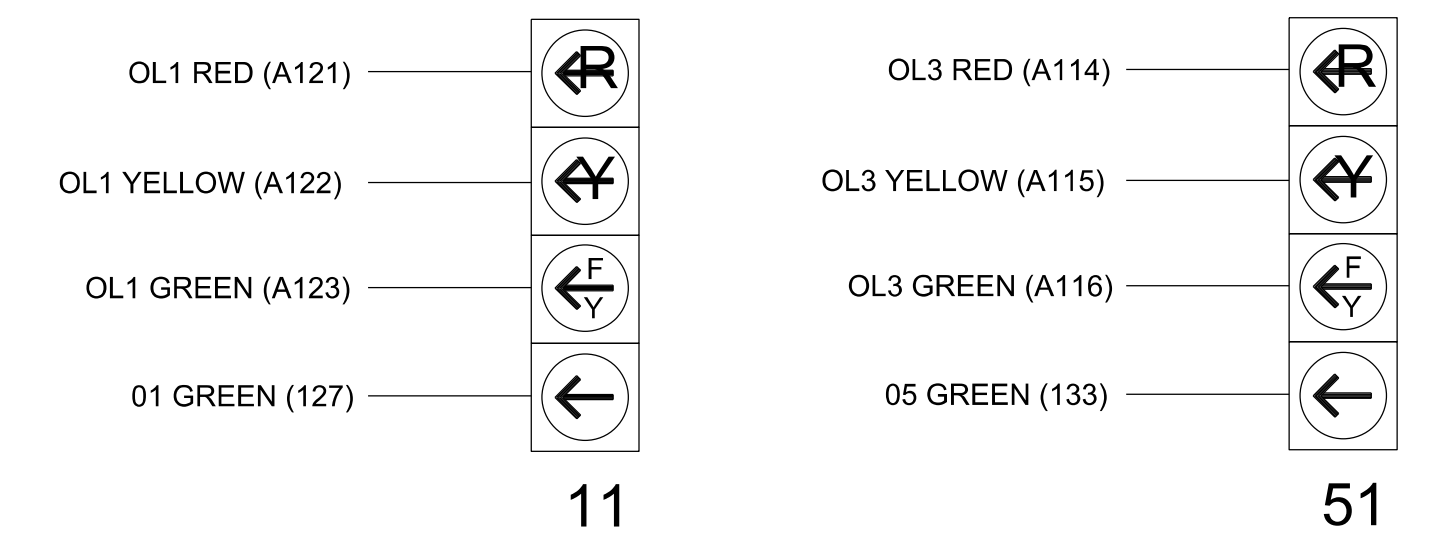 OL1 RED (A121)
R
OL1 YELLOW (A122)
Y
OL1 GREEN (A123)
F
Y
01 GREEN (127)
11
OL3 RED (A114)
R
OL3 YELLOW (A115)
Y
OL3 GREEN (A116)
F
Y
05 GREEN (133)
51